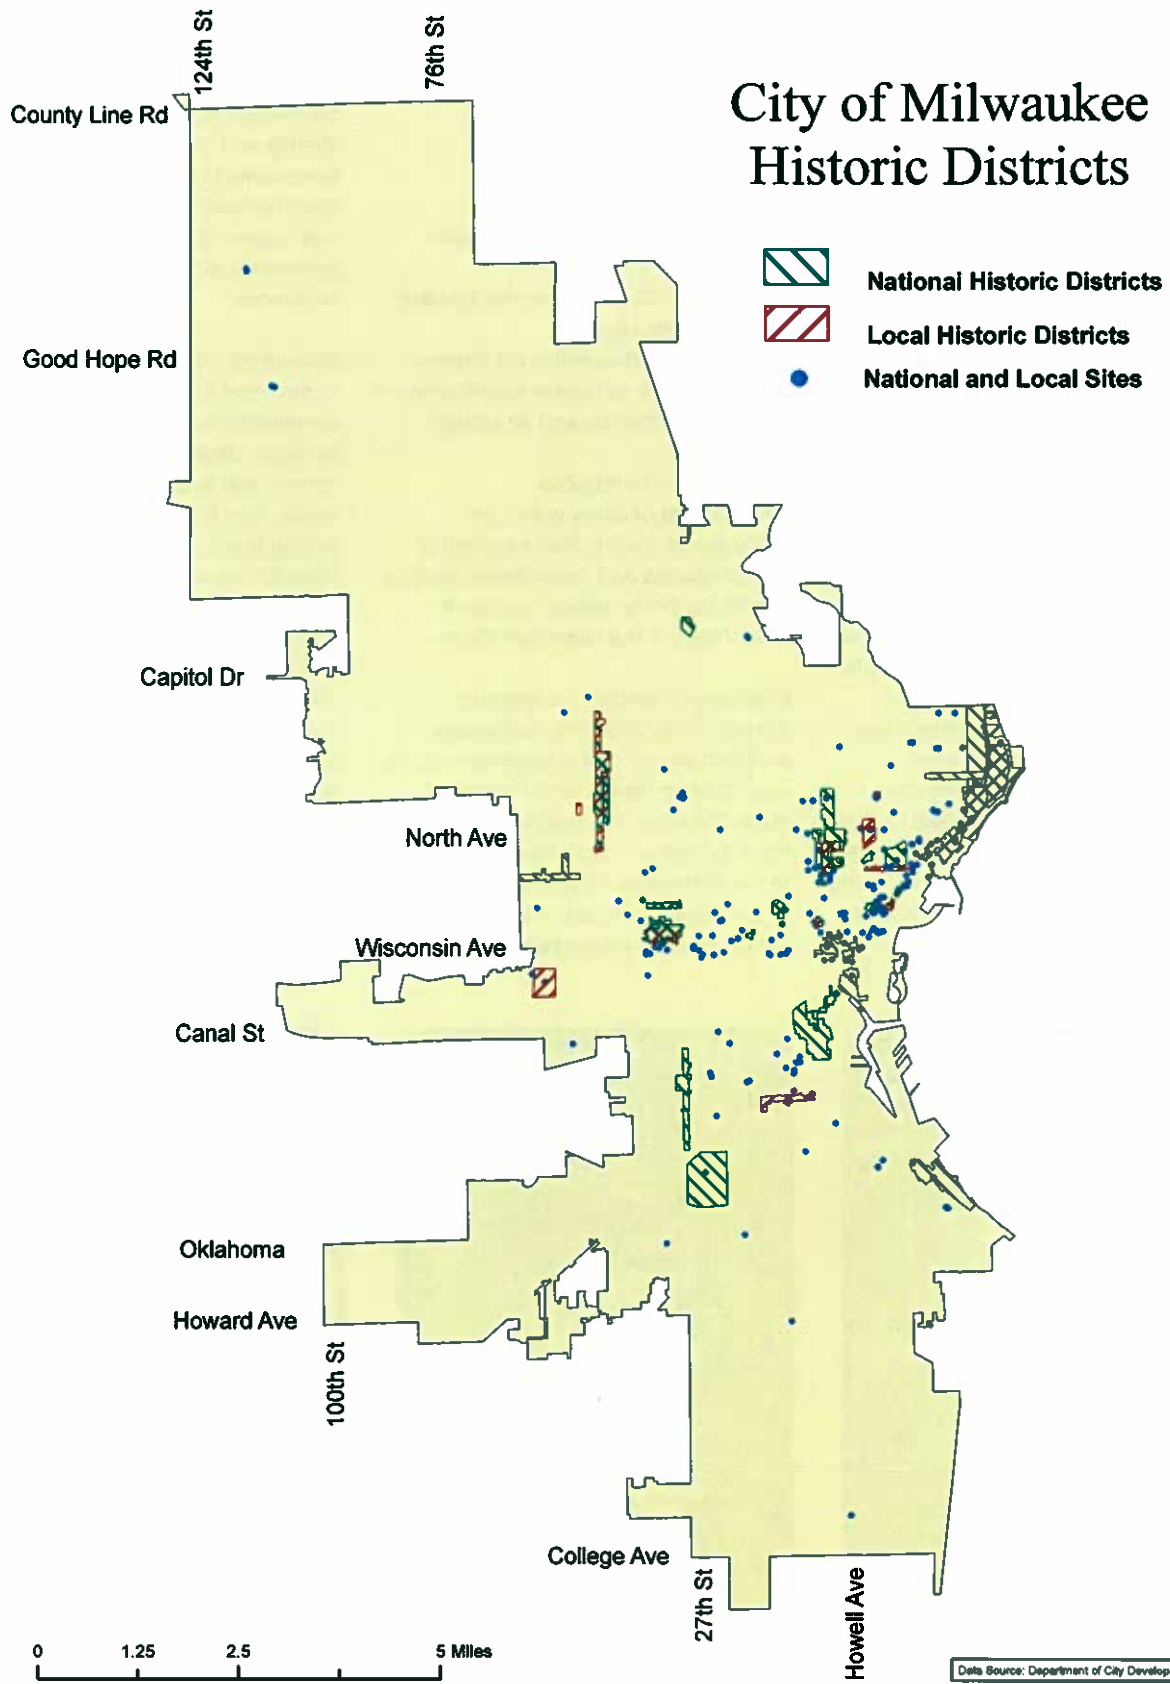 124th St
76th St
County Line Rd
City of Milwaukee
Historic Districts
National Historic Districts
Local Historic Districts
National and Local Sites
Good Hope Rd
Capitol Dr
North Ave
Wisconsin Ave
Canal St
Oklahoma
Howard Ave
100th St
College Ave
27th St
Howell Ave
0 1.25 2.5 5 Miles
Data Source: Department of City Develop